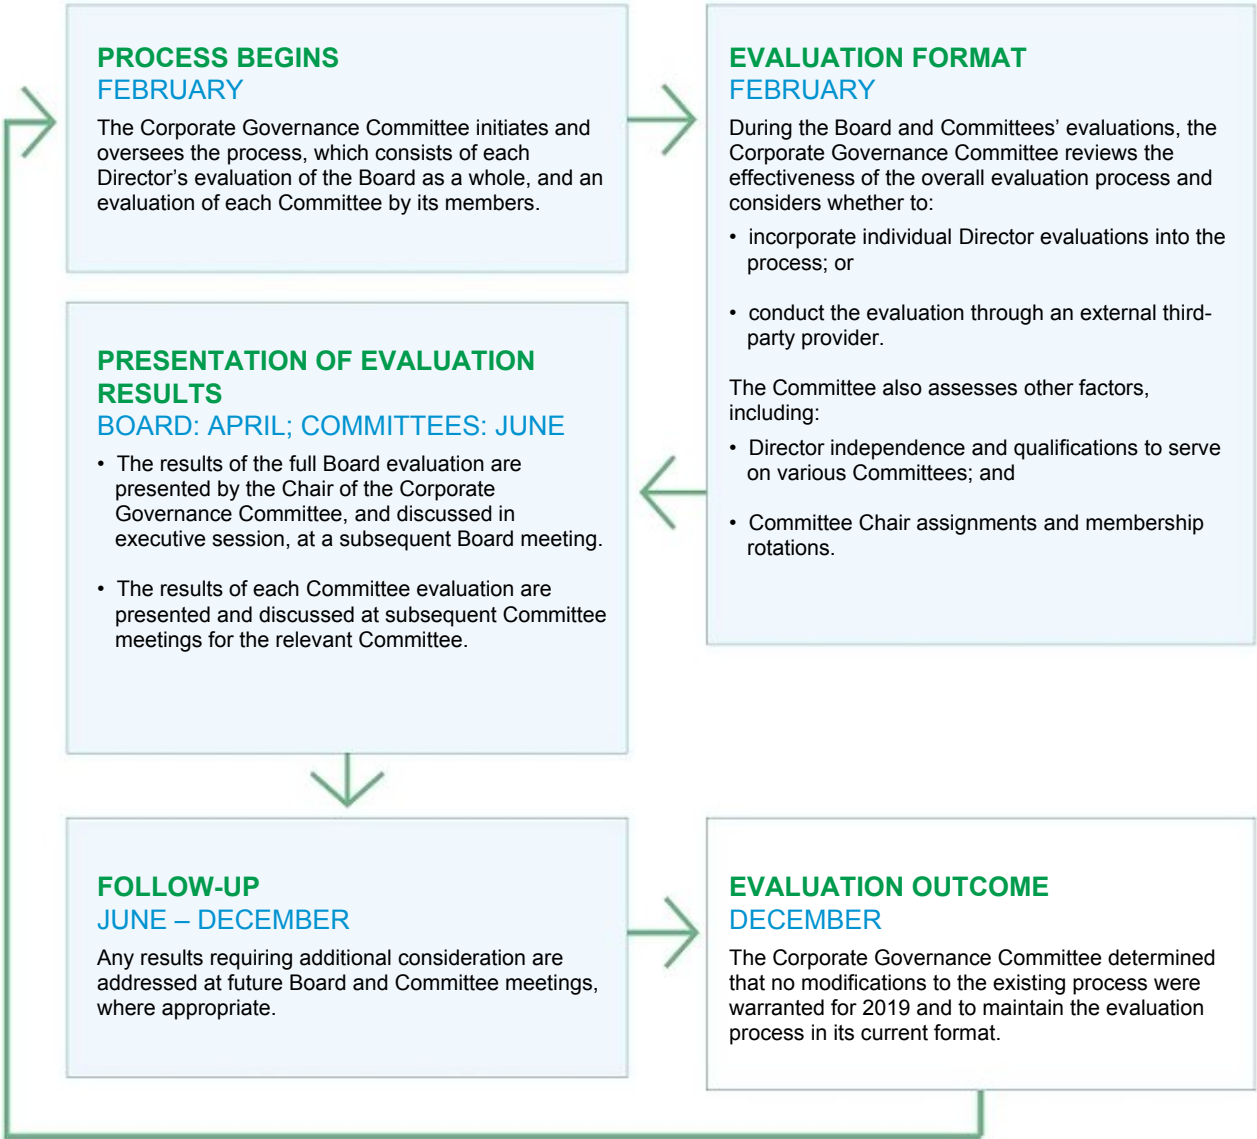 PROCESS BEGINS
FEBRUARY
The Corporate Governance Committee initiates and
oversees the process, which consists of each
Director’s evaluation of the Board as a whole, and an
evaluation of each Committee by its members.
EVALUATION FORMAT
FEBRUARY
During the Board and Committees’ evaluations, the
Corporate Governance Committee reviews the
effectiveness of the overall evaluation process and
considers whether to:
• incorporate individual Director evaluations into the
process; or
• conduct the evaluation through an external third-
party provider.
The Committee also assesses other factors,
including:
• Director independence and qualifications to serve
on various Committees; and
• Committee Chair assignments and membership
rotations.
PRESENTATION OF EVALUATION
RESULTS
BOARD: APRIL; COMMITTEES: JUNE
• The results of the full Board evaluation are
presented by the Chair of the Corporate
Governance Committee, and discussed in
executive session, at a subsequent Board meeting.
• The results of each Committee evaluation are
presented and discussed at subsequent Committee
meetings for the relevant Committee.
FOLLOW-UP
JUNE – DECEMBER
Any results requiring additional consideration are
addressed at future Board and Committee meetings,
where appropriate.
EVALUATION OUTCOME
DECEMBER
The Corporate Governance Committee determined
that no modifications to the existing process were
warranted for 2019 and to maintain the evaluation
process in its current format.